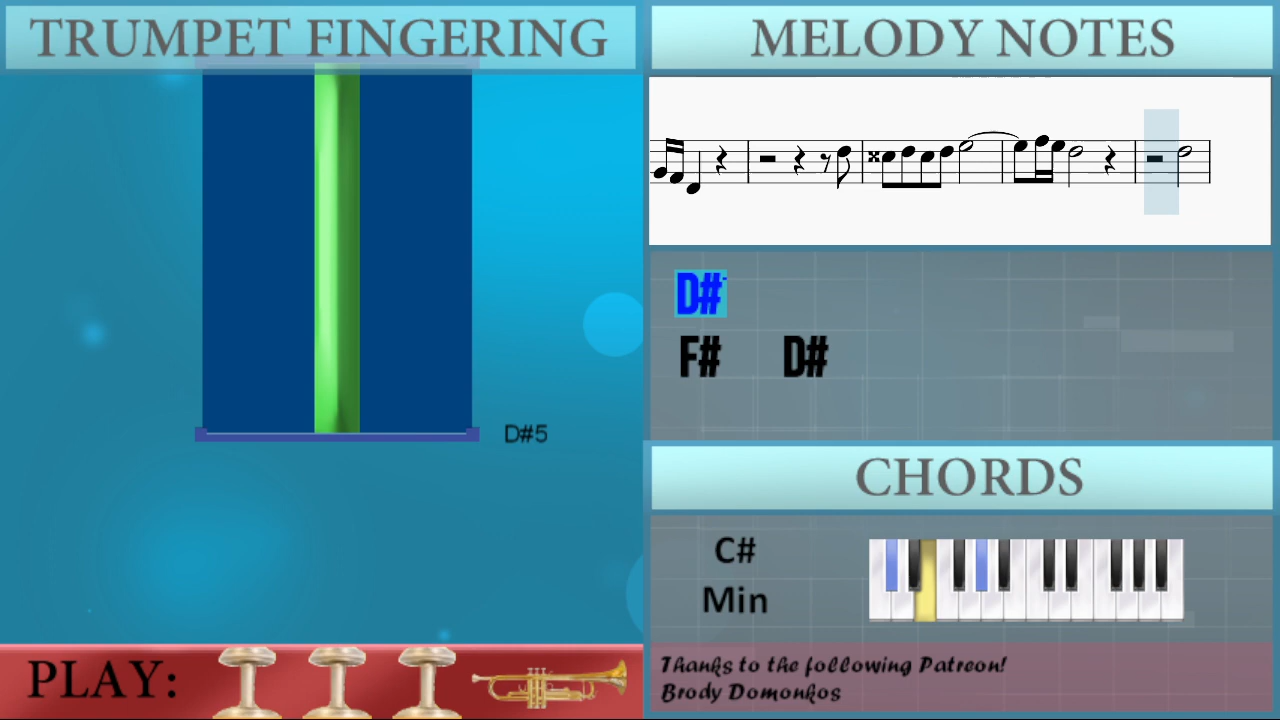 TRUMPET FINGERING
D#5
PLAY:
MELODY NOTES
D#
F# D#
CHORDS
C#
Min
Thanks to the following Patreon!
Brody Domonkos